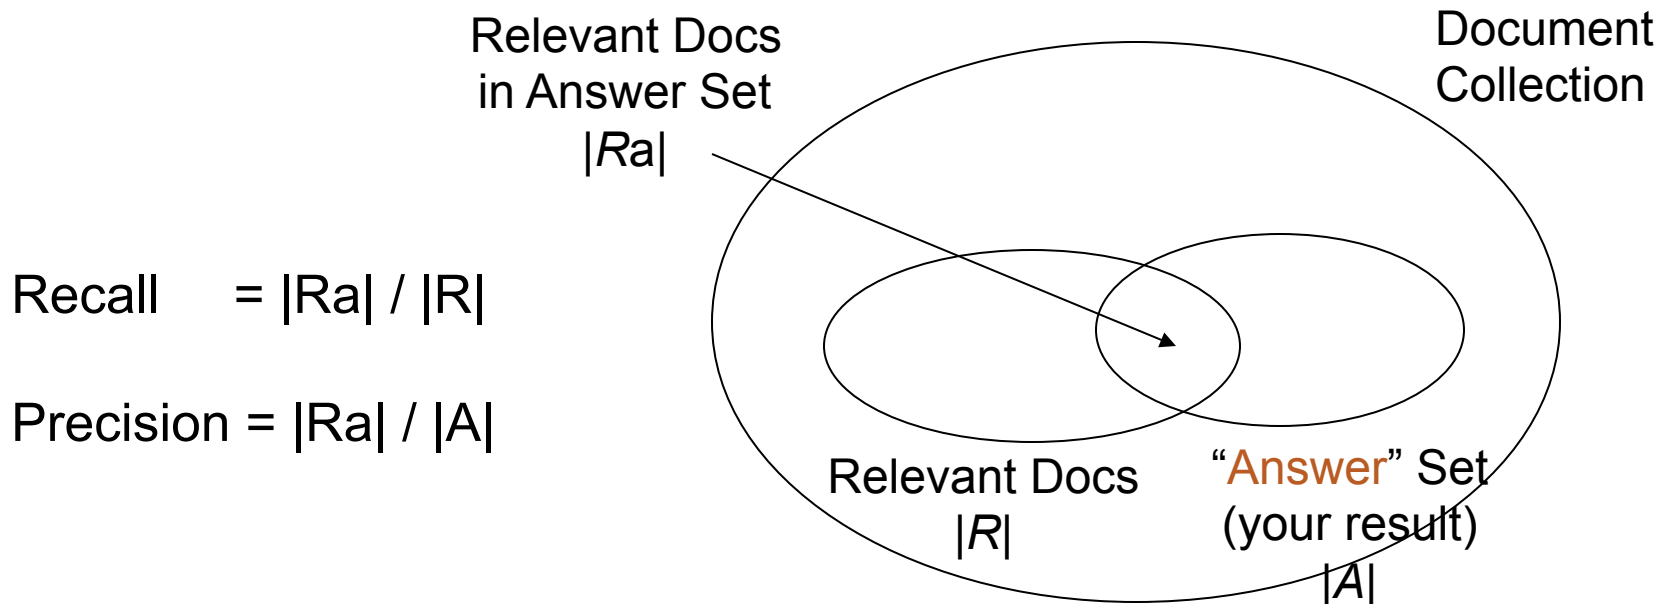 Relevant Docs
in Answer Set
|Ra|
Document
Collection
Recall = |Ra| / |R|
Precision = |Ra| / |A|
Relevant Docs
|R|
“Answer” Set
(your result)
|A|